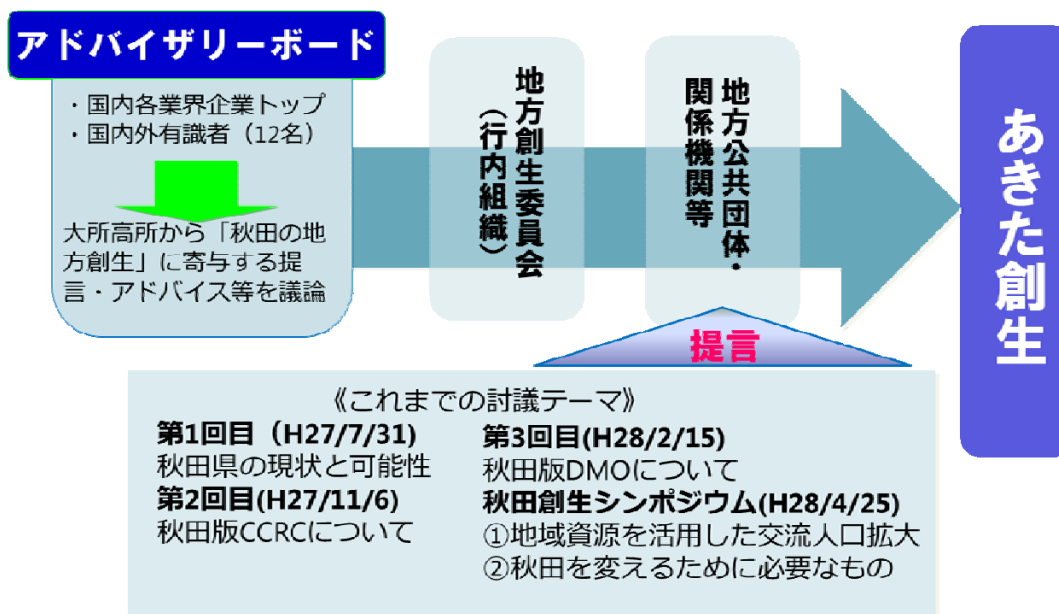 アドバイザリーボード
・国内各業界企業トップ
・国内外有識者（12名）
大所高所から「秋田の地
方創生」に寄与する提
言・アドバイス等を議論
地方創生委員会
（行内組織）
地方公共団体・
関係機関等
あきた創生
提言
《これまでの討議テーマ》
第1回目（H27/7/31)
秋田県の現状と可能性
第2回目(H27/11/6)
秋田版CCRCについて
第3回目(H28/2/15)
秋田版DMOについて
秋田創生シンポジウム(H28/4/25)
①地域資源を活用した交流人口拡大
②秋田を変えるために必要なもの